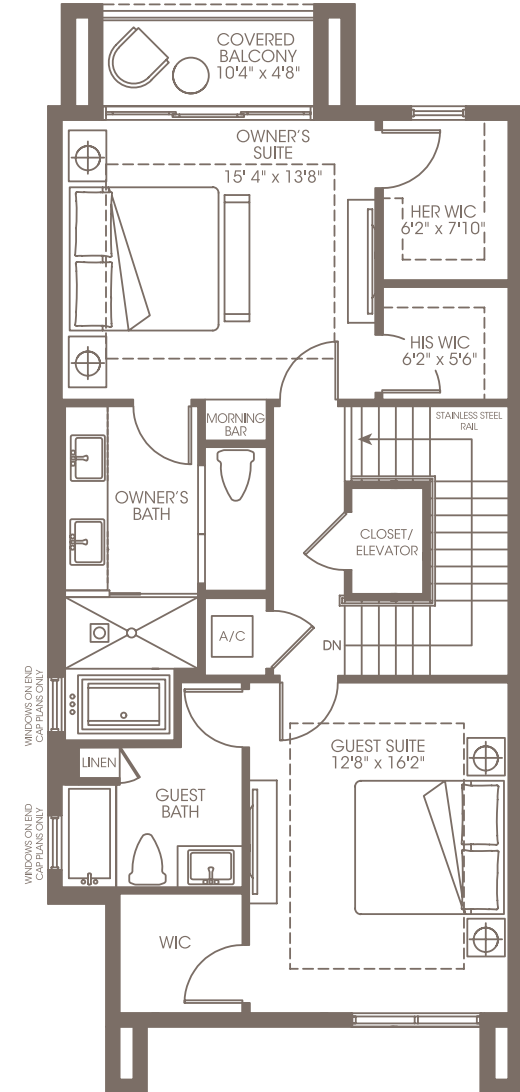 COVERED
BALCONY
10'4" x 4'8"
OWNER'S
SUITE
15' 4" x 13'8"
HER WIC
6'2" x 7'10"
HIS WIC
6'2" x 5'6"
MORNING
BAR
STAINLESS STEEL
RAIL
OWNER'S
BATH
CLOSET/
ELEVATOR
A/C
DN
WINDOWS ON END
CAP PLANS ONLY
GUEST SUITE
12'8" x 16'2"
LINEN
GUEST
BATH
WINDOWS ON END
CAP PLANS ONLY
WIC